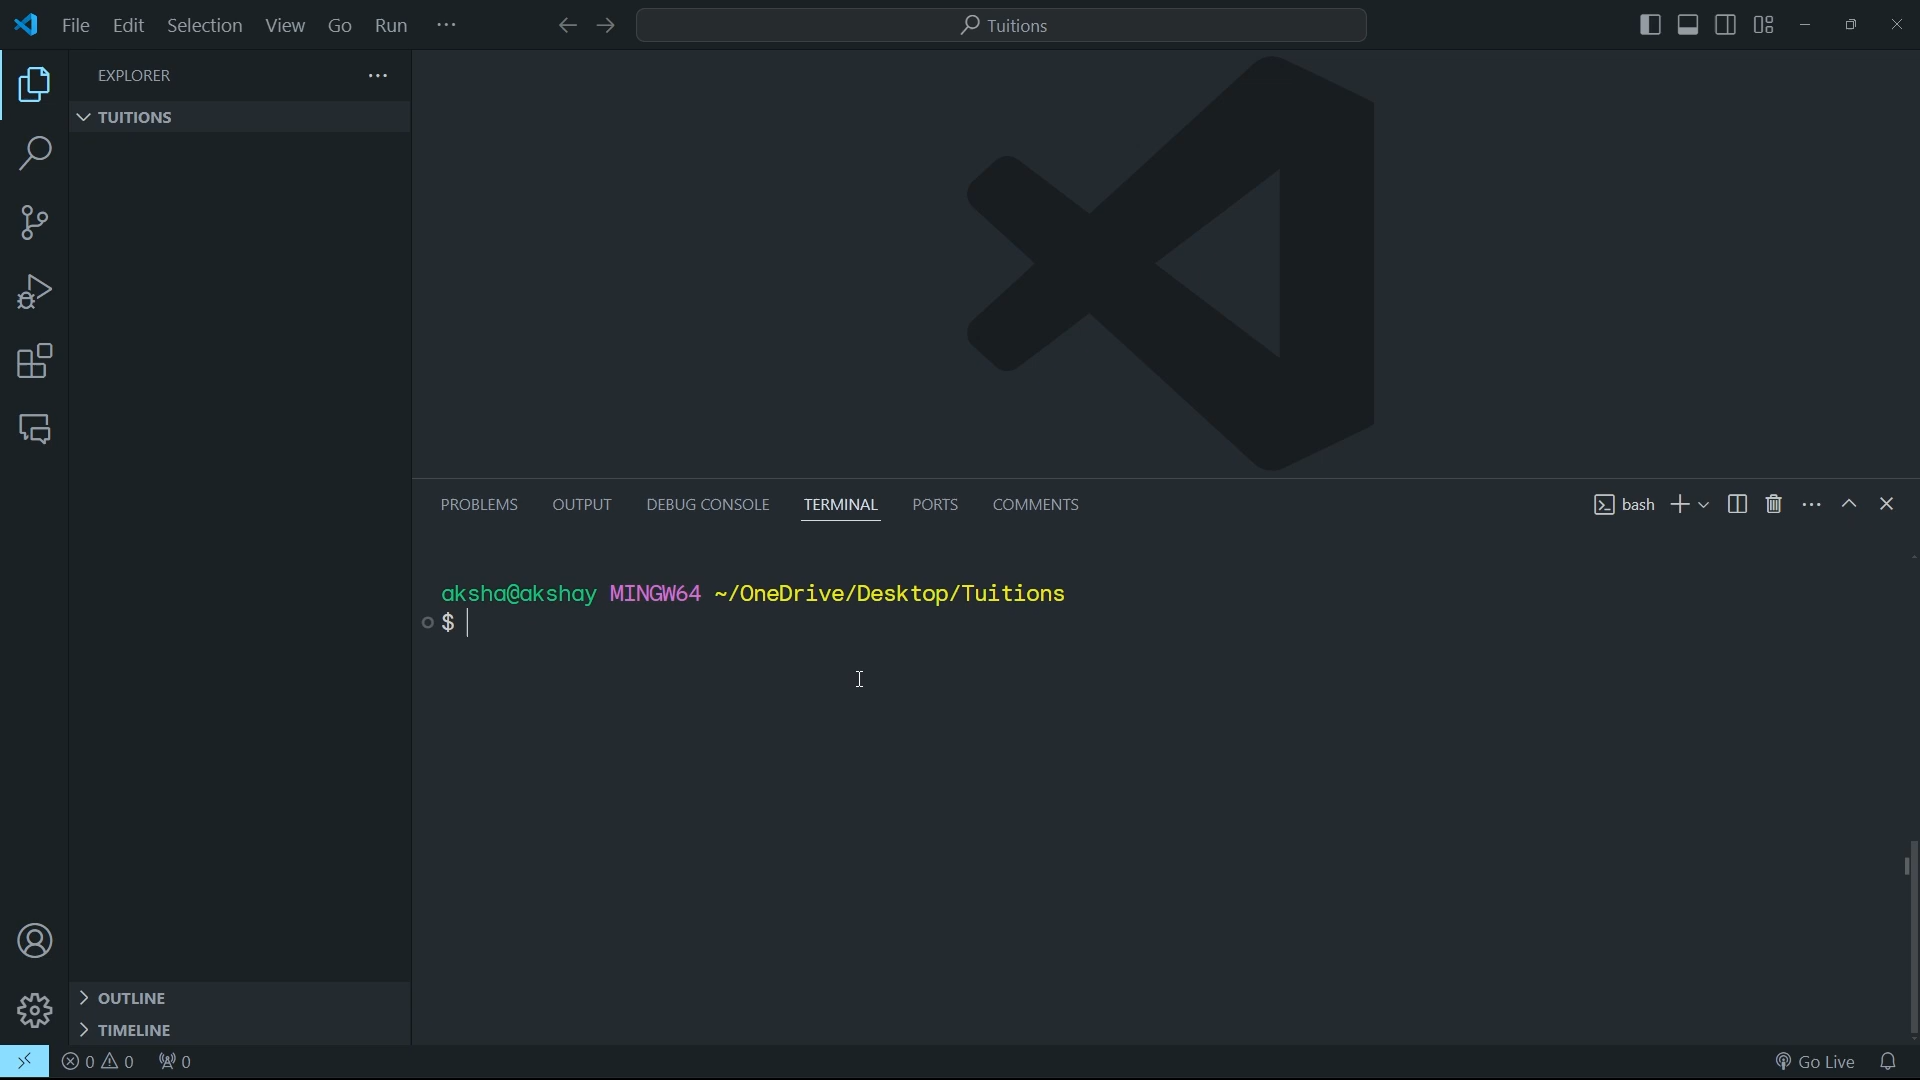 File Edit Selection View Go Run ···
Tuitions
EXPLORER ···
TUITIONS
PROBLEMS OUTPUT DEBUG CONSOLE TERMINAL PORTS COMMENTS
bash
aksha@akshay MINGW64 ~/OneDrive/Desktop/Tuitions
$
OUTLINE
TIMELINE
0 0 0
Go Live